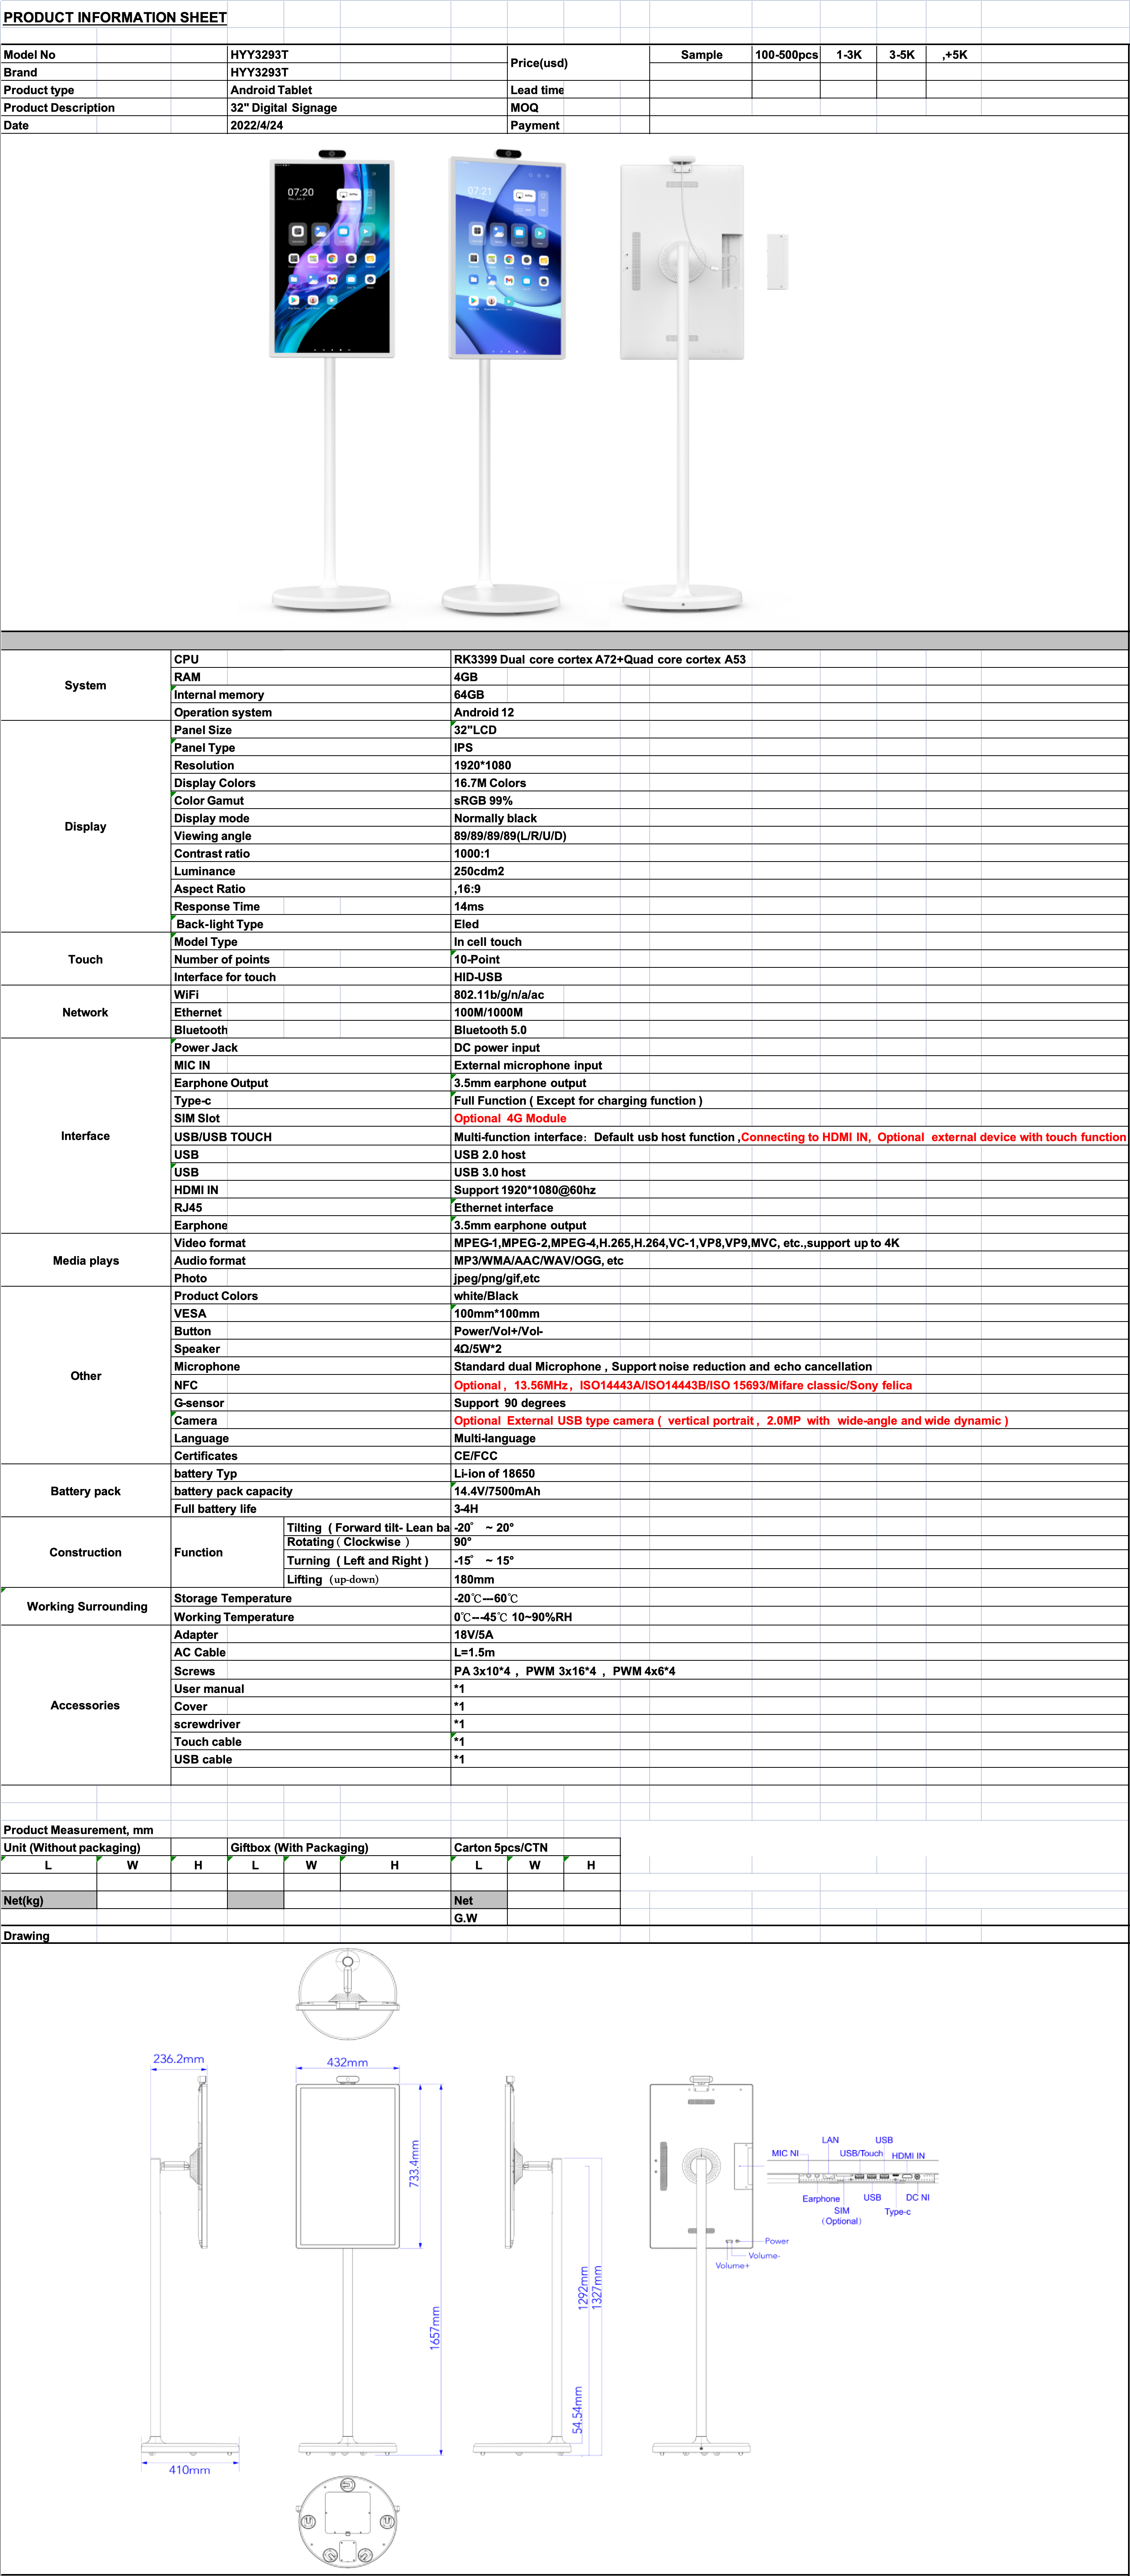 PRODUCT INFORMATION SHEET
Model No HYY3293T Price(usd) Sample 100-500pcs 1-3K 3-5K ,+5K
Brand HYY3293T
Product type Android Tablet Lead time
Product Description 32" Digital Signage MOQ
Date 2022/4/24 Payment
07:20
07:21
System
CPU RK3399 Dual core cortex A72+Quad core cortex A53
RAM 4GB
Internal memory 64GB
Operation system Android 12
Display
Panel Size 32"LCD
Panel Type IPS
Resolution 1920*1080
Display Colors 16.7M Colors
Color Gamut sRGB 99%
Display mode Normally black
Viewing angle 89/89/89/89(L/R/U/D)
Contrast ratio 1000:1
Luminance 250cdm2
Aspect Ratio ,16:9
Response Time 14ms
Back-light Type Eled
Touch
Model Type In cell touch
Number of points 10-Point
Interface for touch HID-USB
Network
WiFi 802.11b/g/n/a/ac
Ethernet 100M/1000M
Bluetooth Bluetooth 5.0
Interface
Power Jack DC power input
MIC IN External microphone input
Earphone Output 3.5mm earphone output
Type-c Full Function ( Except for charging function )
SIM Slot Optional 4G Module
USB/USB TOUCH Multi-function interface： Default usb host function ,Connecting to HDMI IN, Optional external device with touch function
USB USB 2.0 host
USB USB 3.0 host
HDMI IN Support 1920*1080@60hz
RJ45 Ethernet interface
Earphone 3.5mm earphone output
Media plays
Video format MPEG-1,MPEG-2,MPEG-4,H.265,H.264,VC-1,VP8,VP9,MVC, etc.,support up to 4K
Audio format MP3/WMA/AAC/WAV/OGG, etc
Photo jpeg/png/gif,etc
Other
Product Colors white/Black
VESA 100mm*100mm
Button Power/Vol+/Vol-
Speaker 4Ω/5W*2
Microphone Standard dual Microphone , Support noise reduction and echo cancellation
NFC Optional， 13.56MHz， ISO14443A/ISO14443B/ISO 15693/Mifare classic/Sony felica
G-sensor Support 90 degrees
Camera Optional External USB type camera ( vertical portrait， 2.0MP with wide-angle and wide dynamic )
Language Multi-language
Certificates CE/FCC
Battery pack
battery Typ Li-ion of 18650
battery pack capacity 14.4V/7500mAh
Full battery life 3-4H
Construction
Function
Tilting ( Forward tilt- Lean ba -20° ~ 20°
Rotating ( Clockwise ) 90°
Turning ( Left and Right ) -15° ~ 15°
Lifting （up-down） 180mm
Working Surrounding
Storage Temperature -20℃---60℃
Working Temperature 0℃---45℃ 10~90%RH
Accessories
Adapter 18V/5A
AC Cable L=1.5m
Screws PA 3x10*4， PWM 3x16*4， PWM 4x6*4
User manual *1
Cover *1
screwdriver *1
Touch cable *1
USB cable *1
Product Measurement, mm
Unit (Without packaging) Giftbox (With Packaging) Carton 5pcs/CTN
L W H L W H L W H
Net(kg) Net
G.W
Drawing
236.2mm
432mm
733.4mm
1657mm
410mm
1292mm
1327mm
54.54mm
LAN USB
MIC NI USB/Touch HDMI IN
Earphone USB DC NI
SIM Type-c
（Optional）
Power
Volume-
Volume+